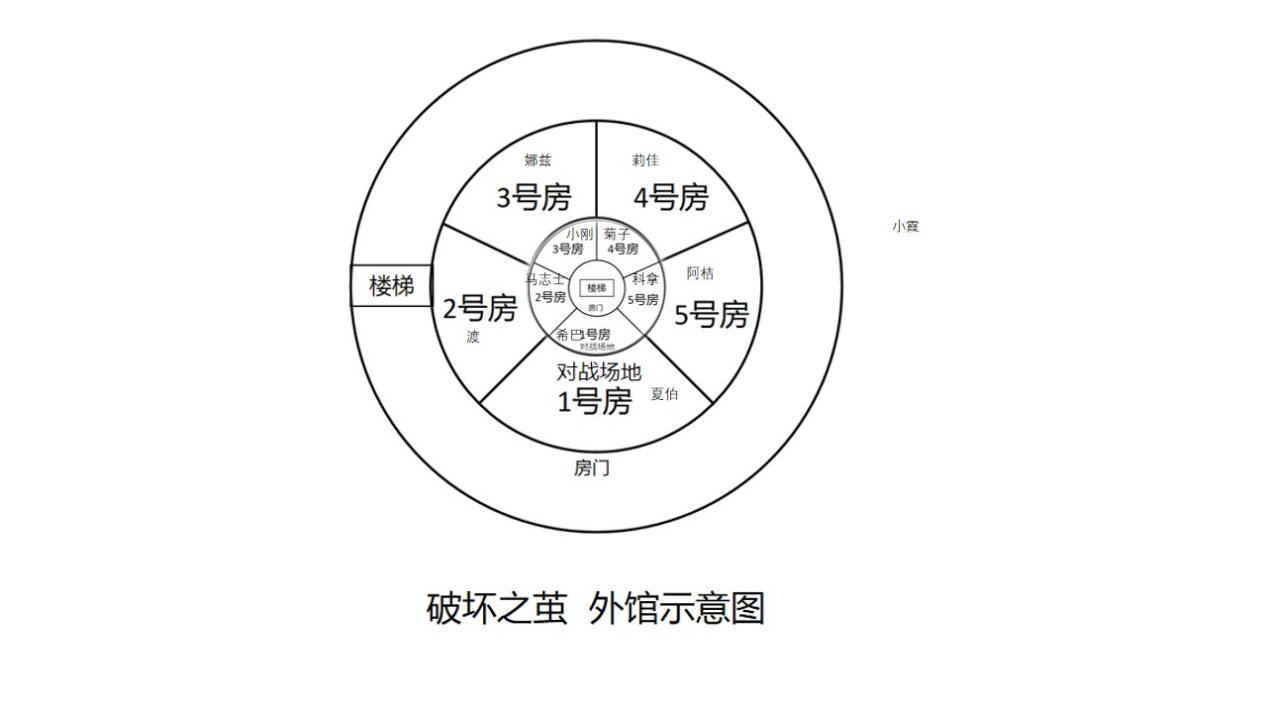 娜兹
莉佳
3号房
4号房
小霞
小刚
菊子
3号房
4号房
阿桔
马志士
科拿
楼梯
楼梯
2号房
5号房
2号房
房门
5号房
渡
希巴
1号房
对战场地
对战场地
1号房
夏伯
房门
破坏之茧 外馆示意图